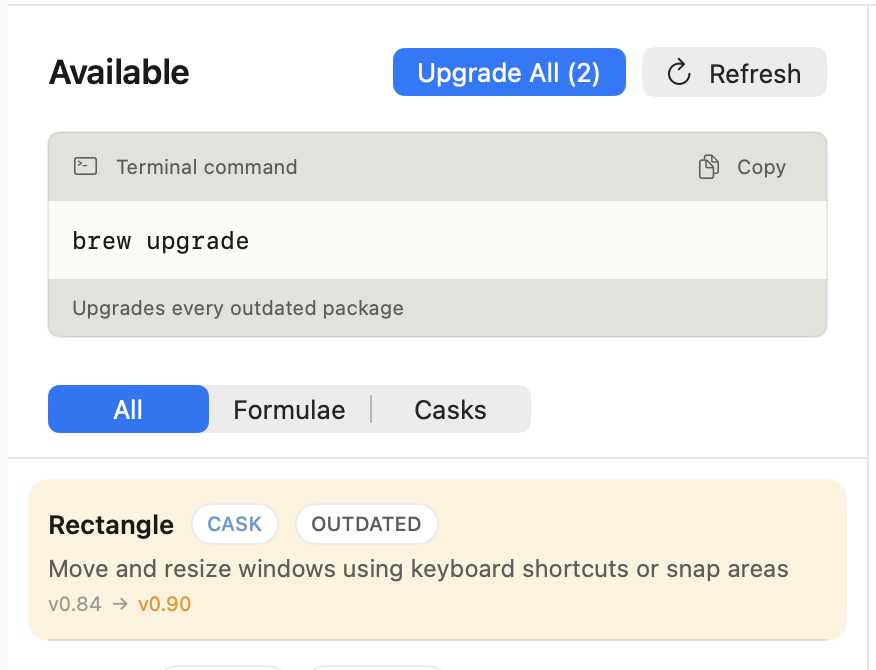 Available
Upgrade All (2)
Refresh
Terminal command
Copy
brew upgrade
Upgrades every outdated package
All
Formulae
Casks
Rectangle
CASK
OUTDATED
Move and resize windows using keyboard shortcuts or snap areas
v0.84 → v0.90